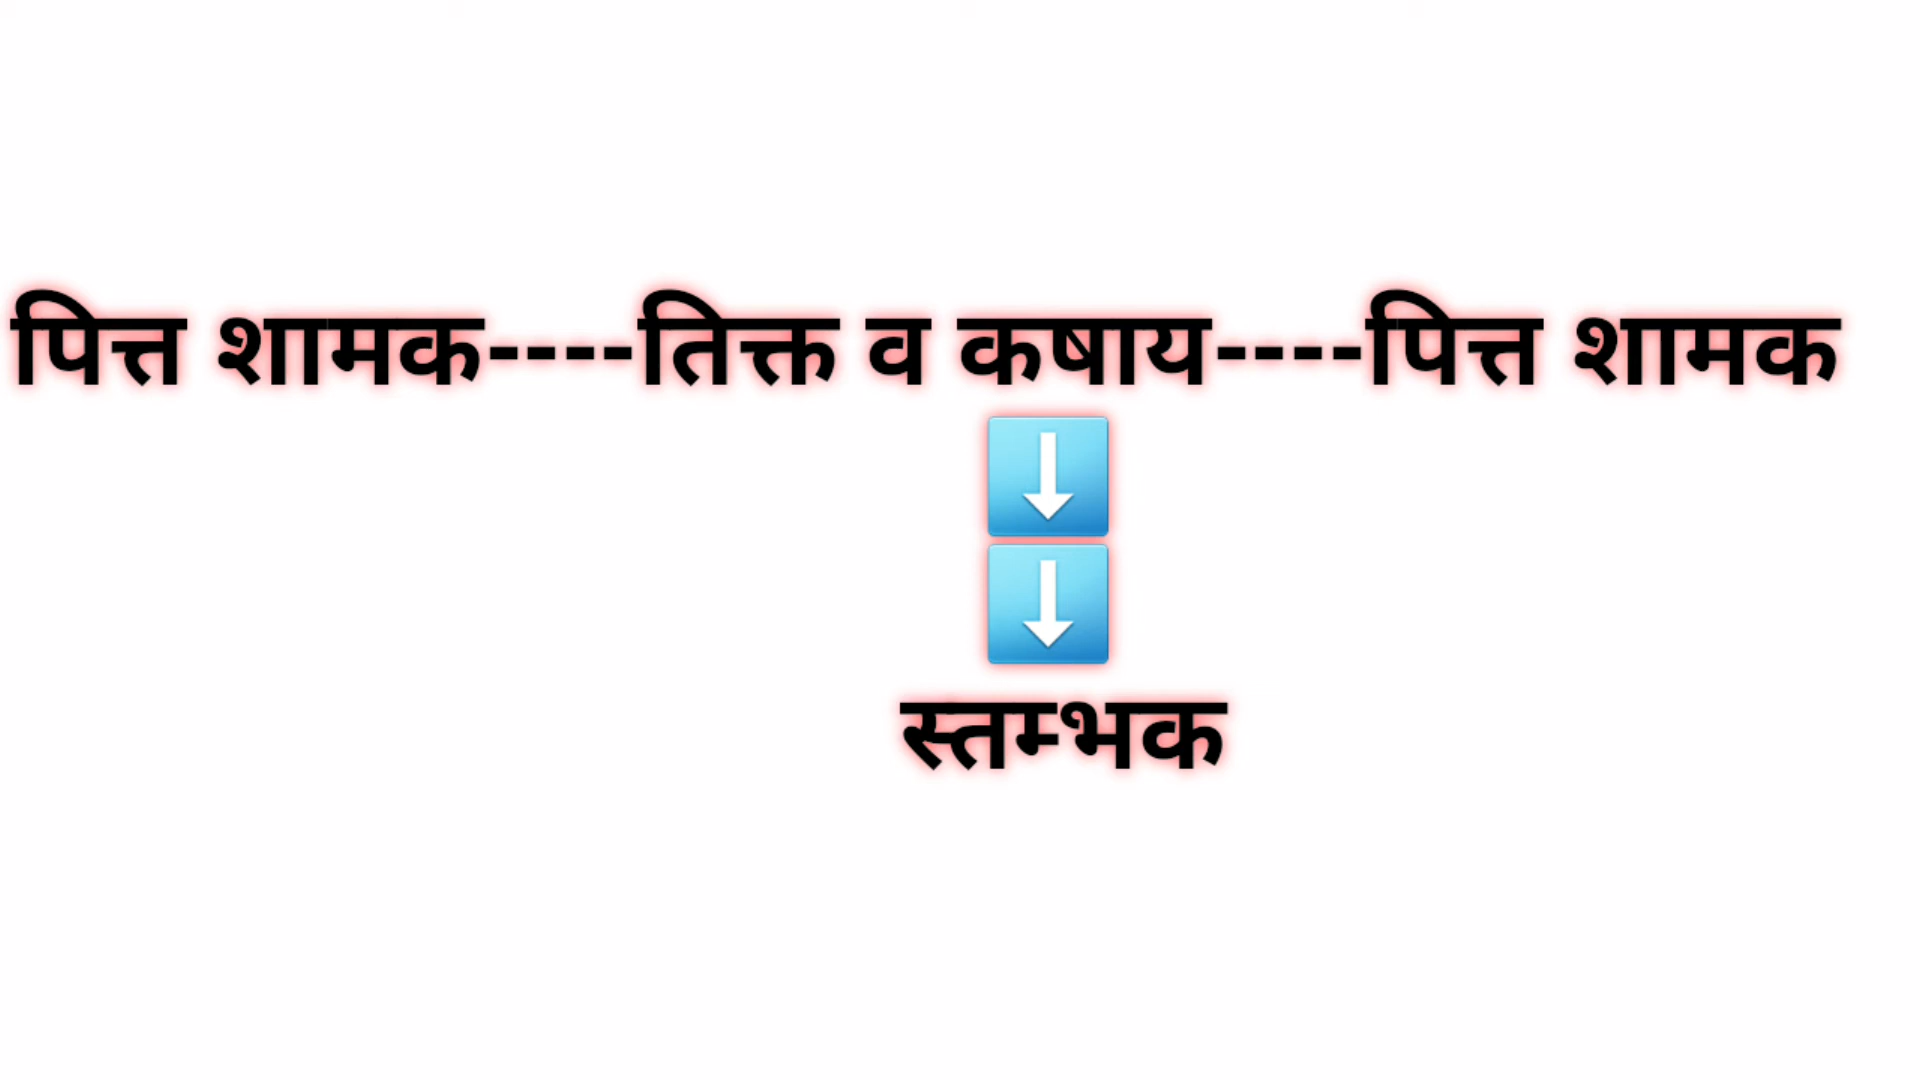 पित्त शामक----तिक्त व कषाय----पित्त शामक
⬇️
⬇️
स्तम्भक